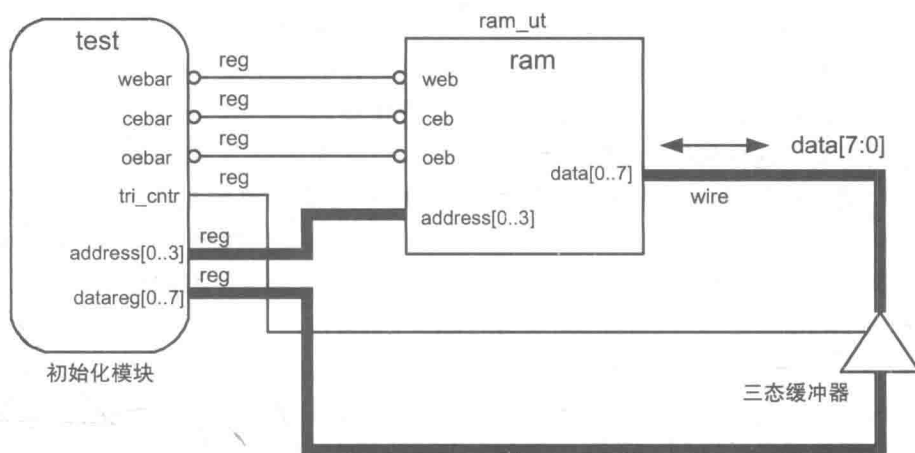 test
webar
cebar
oebar
tri_cntr
address[0..3]
datareg[0..7]
初始化模块
reg
reg
reg
reg
reg
reg
ram_ut
ram
web
ceb
oeb
data[0..7]
address[0..3]
data[7:0]
wire
三态缓冲器